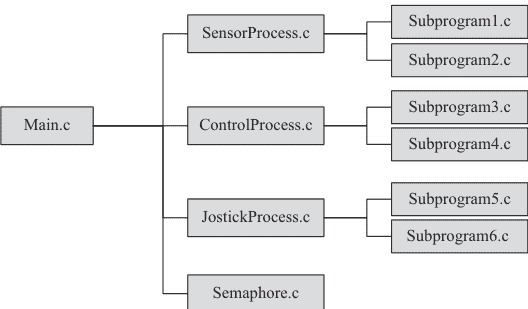 Main.c
SensorProcess.c
Subprogram1.c
Subprogram2.c
ControlProcess.c
Subprogram3.c
Subprogram4.c
JostickProcess.c
Subprogram5.c
Subprogram6.c
Semaphore.c